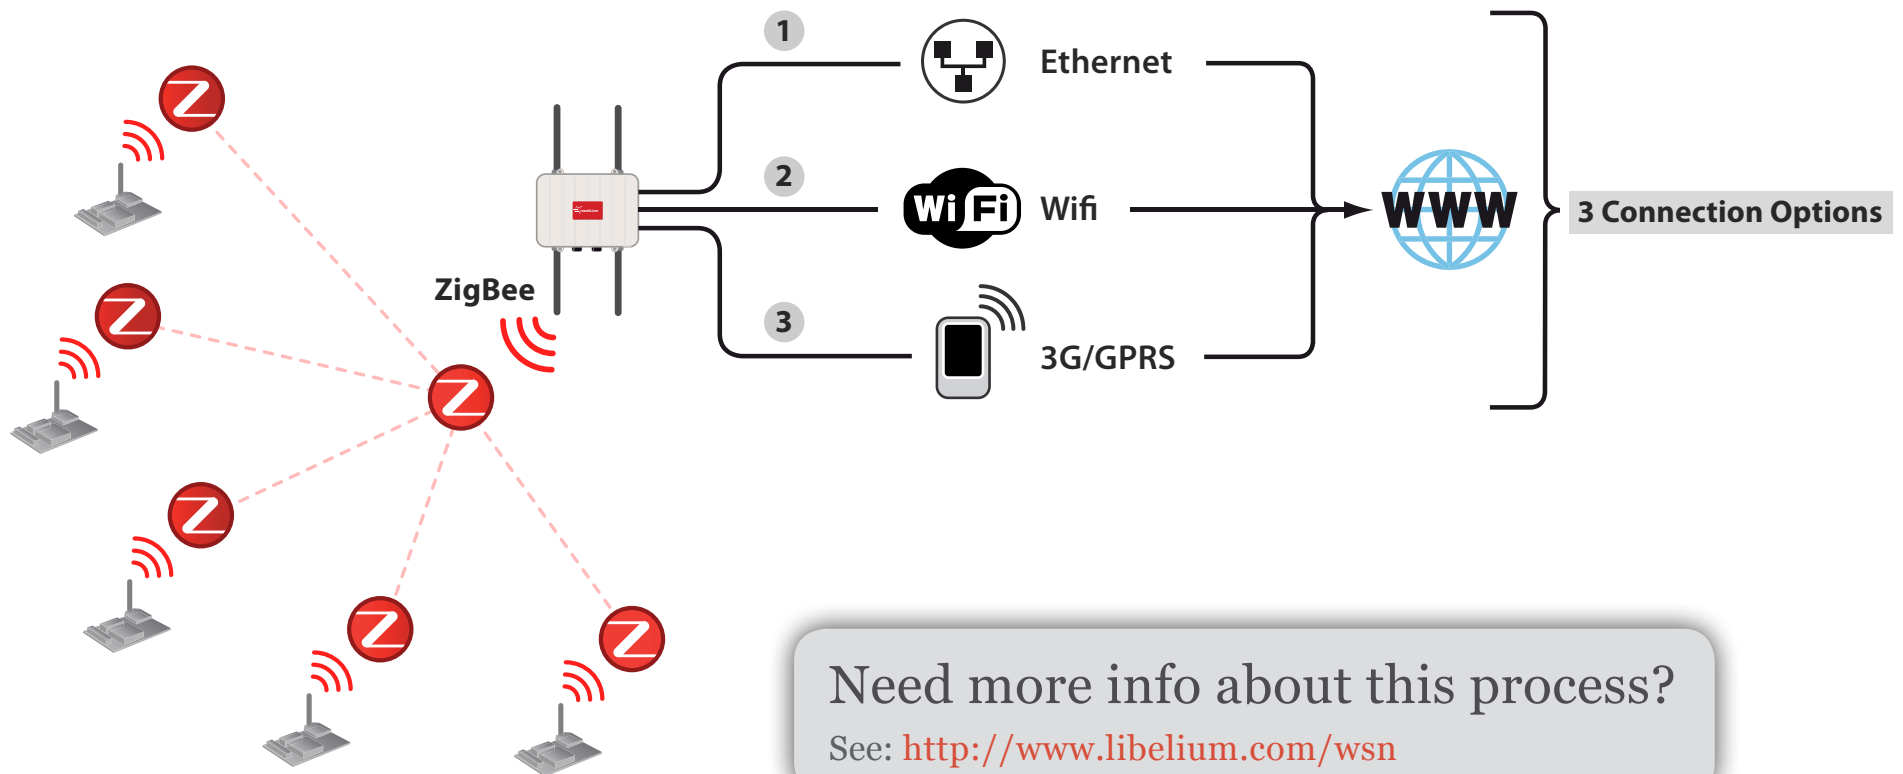 1
Ethernet
2
Wi Fi
Wifi
WWW
3 Connection Options
ZigBee
3
3G/GPRS
Z
Z
Z
Z
Z
Z
Need more info about this process?
See: http://www.libelium.com/wsn